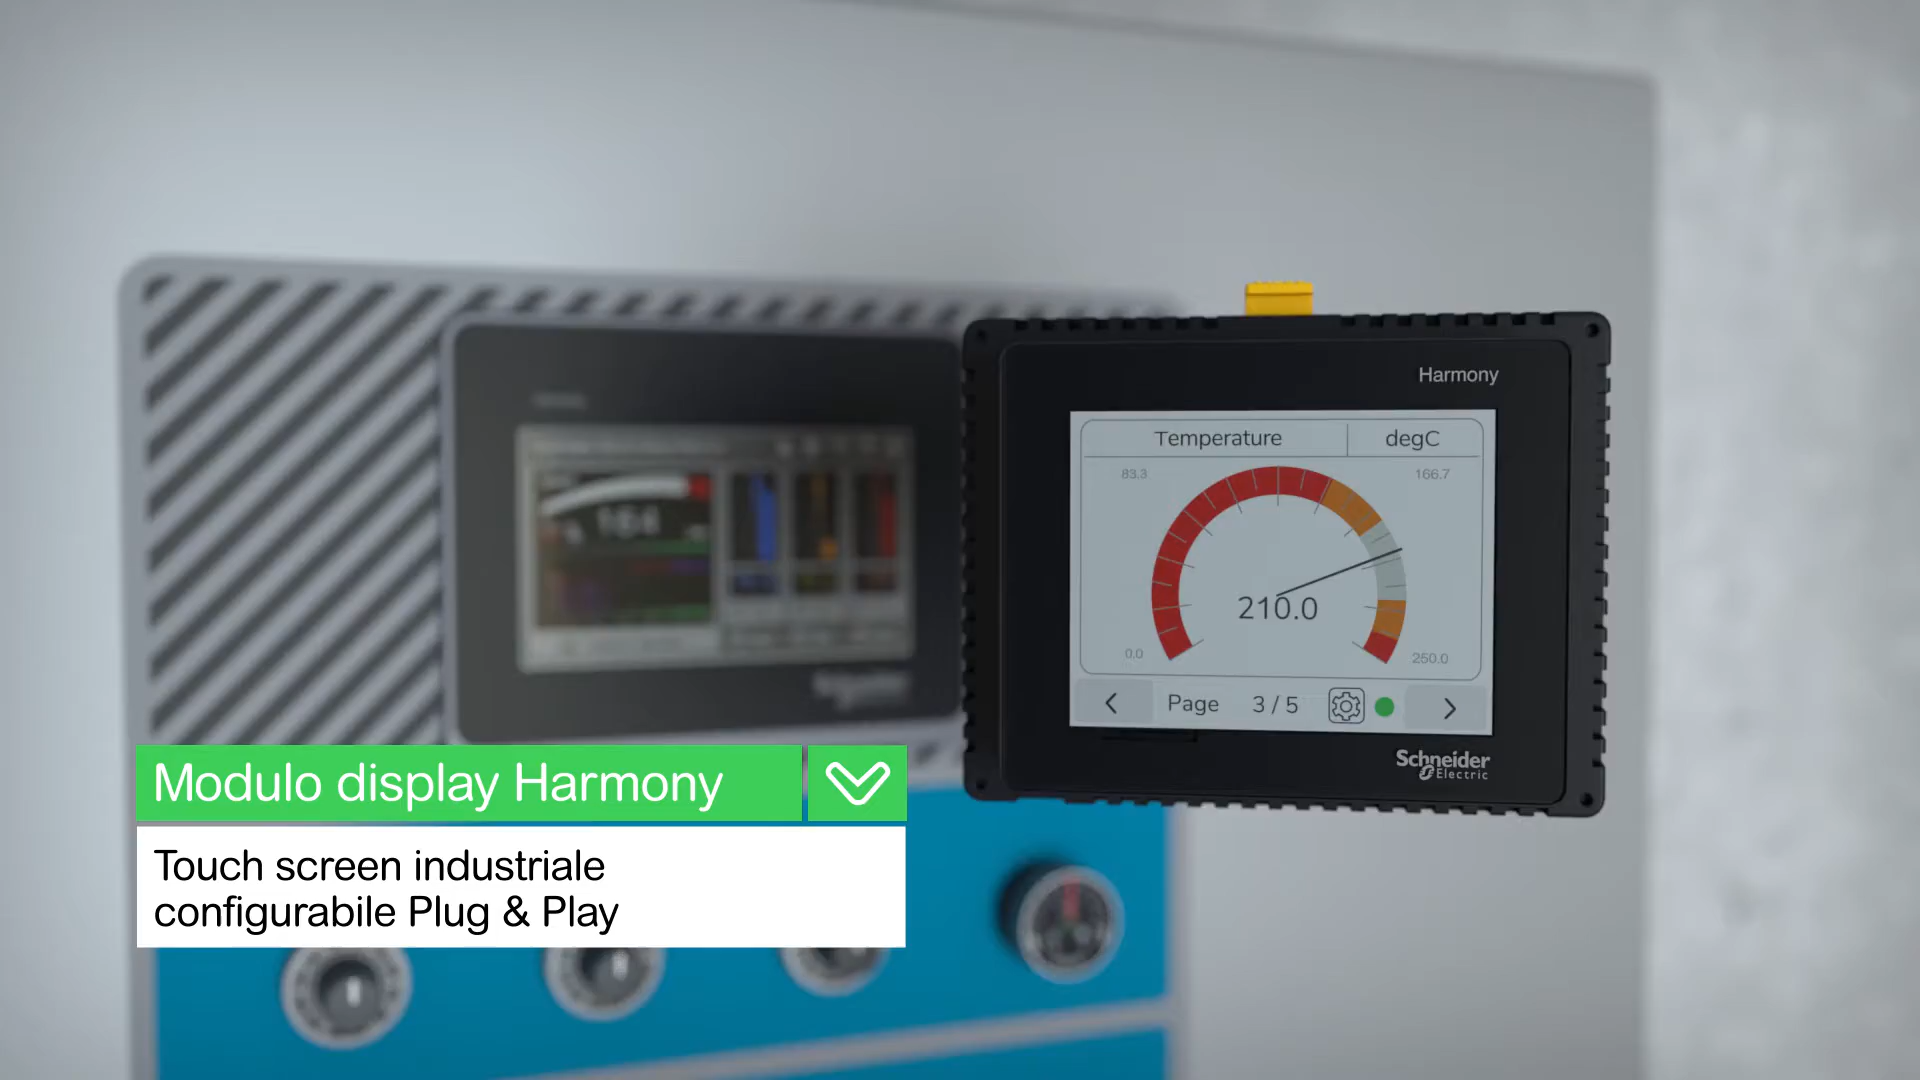 Harmony
Temperature degC
83.3 166.7
210.0
0.0 250.0
Page 3 / 5
Schneider
Electric
Modulo display Harmony
Touch screen industriale
configurabile Plug & Play